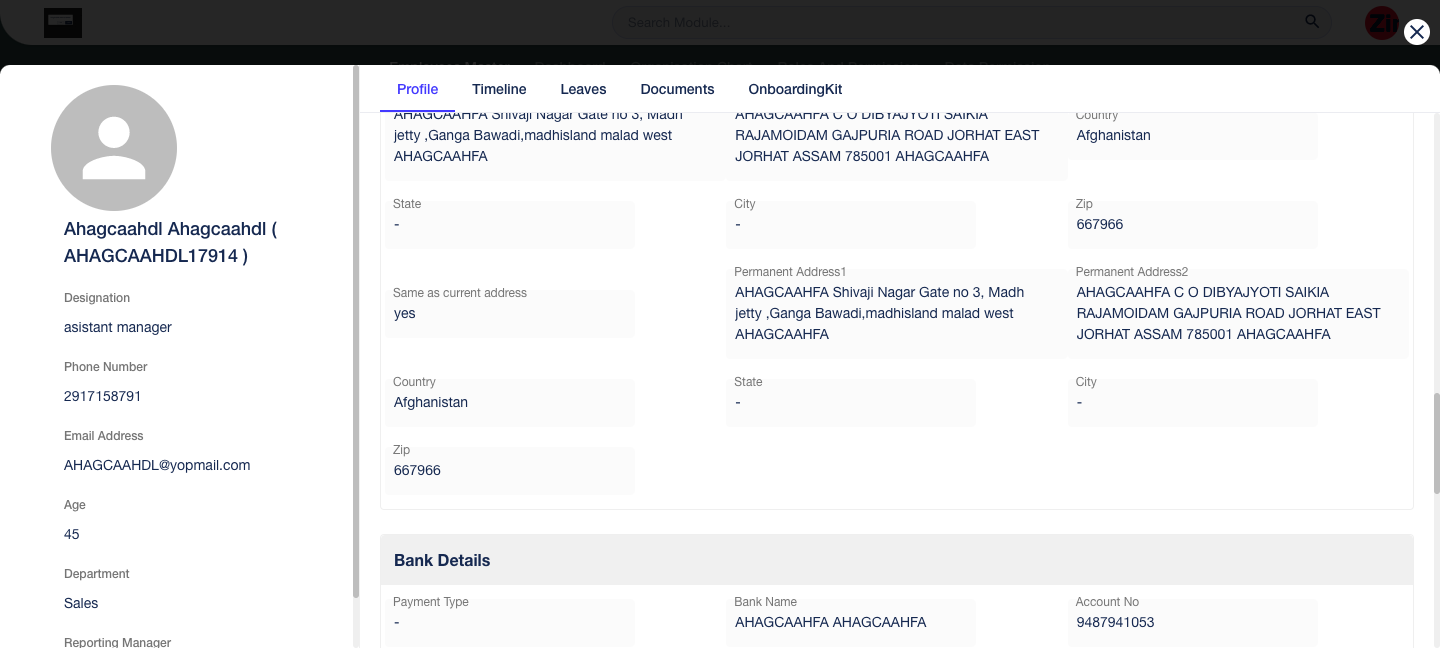 Search Module...
Profile
Timeline
Leaves
Documents
OnboardingKit
Ahagcaahdl Ahagcaahdl (
AHAGCAAHDL17914 )
Designation
asistant manager
Phone Number
2917158791
Email Address
AHAGCAAHDL@yopmail.com
Age
45
Department
Sales
Reporting Manager
AHAGCAAHFA Shivaji Nagar Gate no 3, Madh
jetty ,Ganga Bawadi,madhisland malad west
AHAGCAAHFA
AHAGCAAHFA C O DIBYAJYOTI SAIKIA
RAJAMOIDAM GAJPURIA ROAD JORHAT EAST
JORHAT ASSAM 785001 AHAGCAAHFA
Country
Afghanistan
State
-
City
-
Zip
667966
Same as current address
yes
Permanent Address1
AHAGCAAHFA Shivaji Nagar Gate no 3, Madh
jetty ,Ganga Bawadi,madhisland malad west
AHAGCAAHFA
Permanent Address2
AHAGCAAHFA C O DIBYAJYOTI SAIKIA
RAJAMOIDAM GAJPURIA ROAD JORHAT EAST
JORHAT ASSAM 785001 AHAGCAAHFA
Country
Afghanistan
State
-
City
-
Zip
667966
Bank Details
Payment Type
-
Bank Name
AHAGCAAHFA AHAGCAAHFA
Account No
9487941053